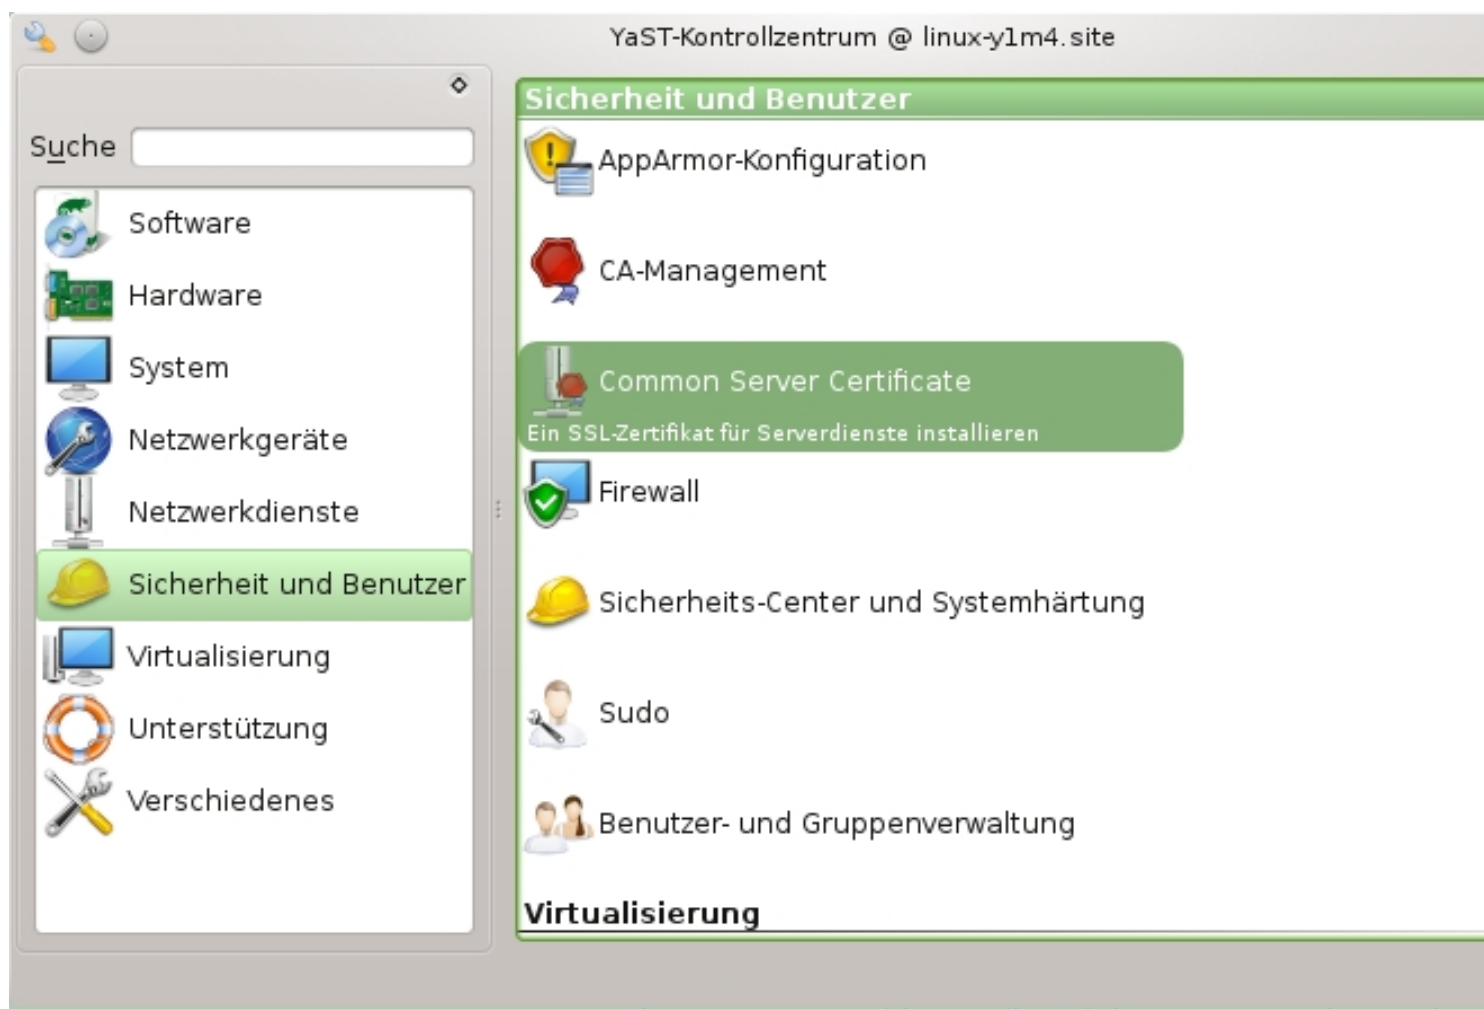 YaST-Kontrollzentrum @ linux-y1m4.site
Suche
Software
Hardware
System
Netzwerkgeräte
Netzwerkdienste
Sicherheit und Benutzer
Virtualisierung
Unterstützung
Verschiedenes
Sicherheit und Benutzer
AppArmor-Konfiguration
CA-Management
Common Server Certificate
Ein SSL-Zertifikat für Serverdienste installieren
Firewall
Sicherheits-Center und Systemhärtung
Sudo
Benutzer- und Gruppenverwaltung
Virtualisierung